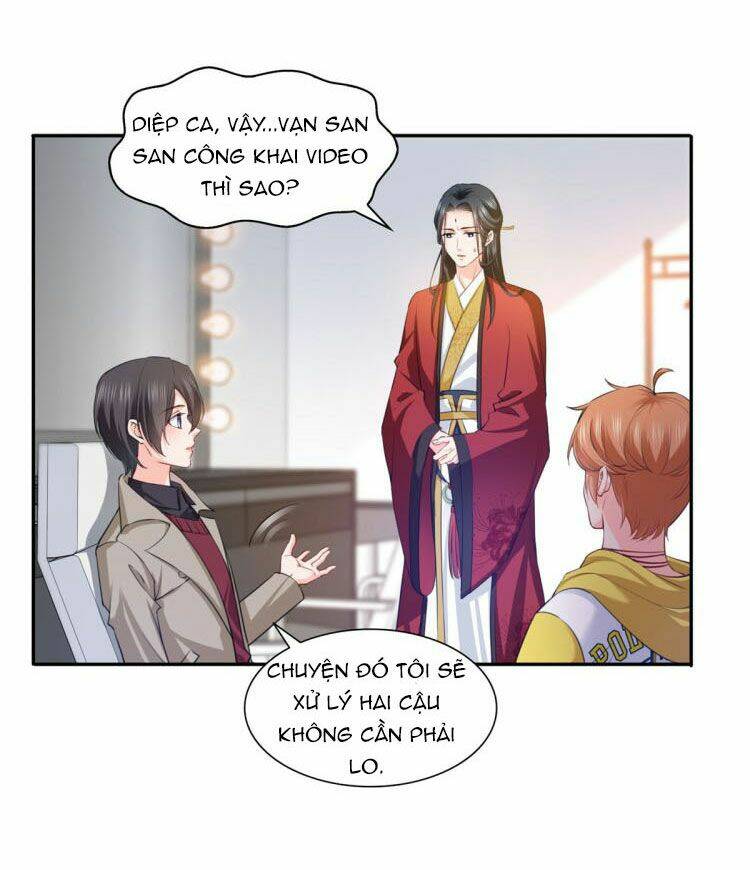 DIỆP CA, VẬY...VẠN SAN
SAN CÔNG KHAI VIDEO
THÌ SAO?
POL
CHUYỆN ĐÓ TÔI SẼ
XỬ LÝ HAI CẬU
KHÔNG CẦN PHẢI
LO.